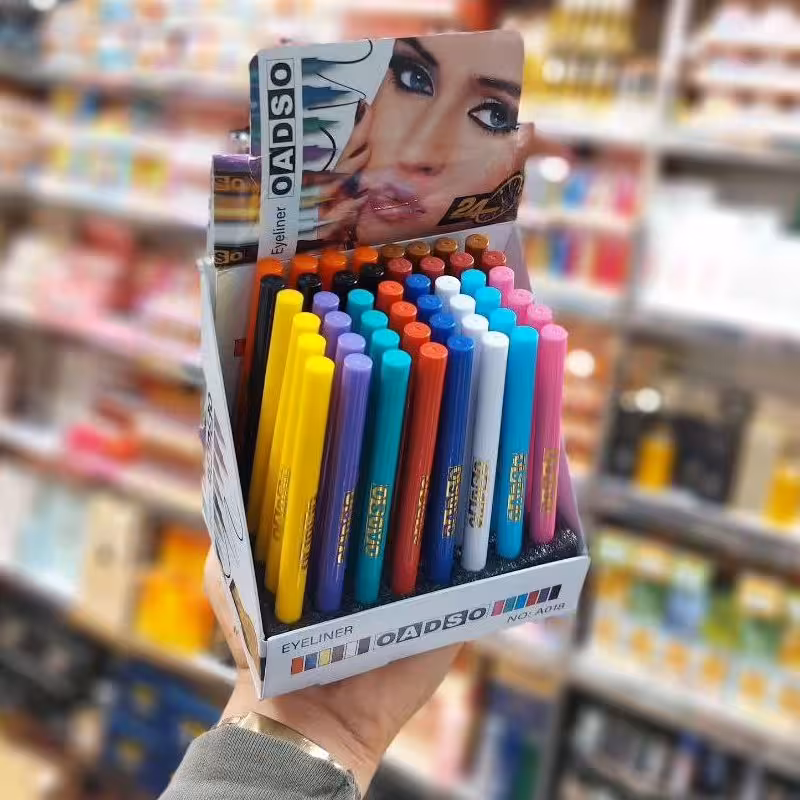 OADSO
Eyeliner
24
EYELINER
OADSO
NO: A018